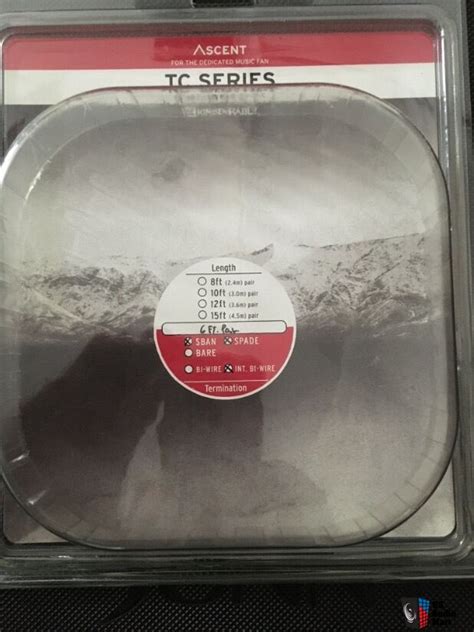 ASCENT
FOR THE DEDICATED MUSIC FAN
TC SERIES
Length
8ft (2.4m) pair
10ft (3.0m) pair
12ft (3.6m) pair
15ft (4.5m) pair
6 Ft. Pair
SBAN SPADE
BARE
BI-WIRE INT. BI-WIRE
Termination